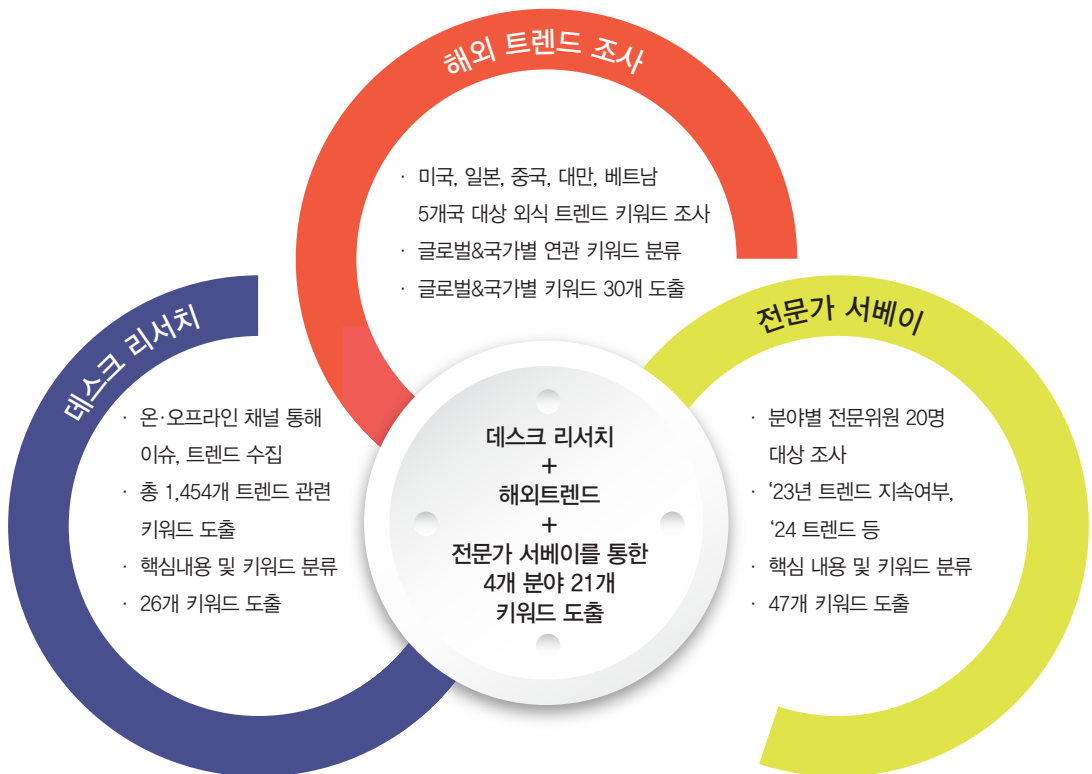 해외 트렌드 조사
· 미국, 일본, 중국, 대만, 베트남
5개국 대상 외식 트렌드 키워드 조사
· 글로벌&국가별 연관 키워드 분류
· 글로벌&국가별 키워드 30개 도출
데스크 리서치
· 온·오프라인 채널 통해
이슈, 트렌드 수집
· 총 1,454개 트렌드 관련
키워드 도출
· 핵심내용 및 키워드 분류
· 26개 키워드 도출
데스크 리서치
+
해외트렌드
+
전문가 서베이를 통한
4개 분야 21개
키워드 도출
전문가 서베이
· 분야별 전문위원 20명
대상 조사
· ‘23년 트렌드 지속여부,
‘24 트렌드 등
· 핵심 내용 및 키워드 분류
· 47개 키워드 도출